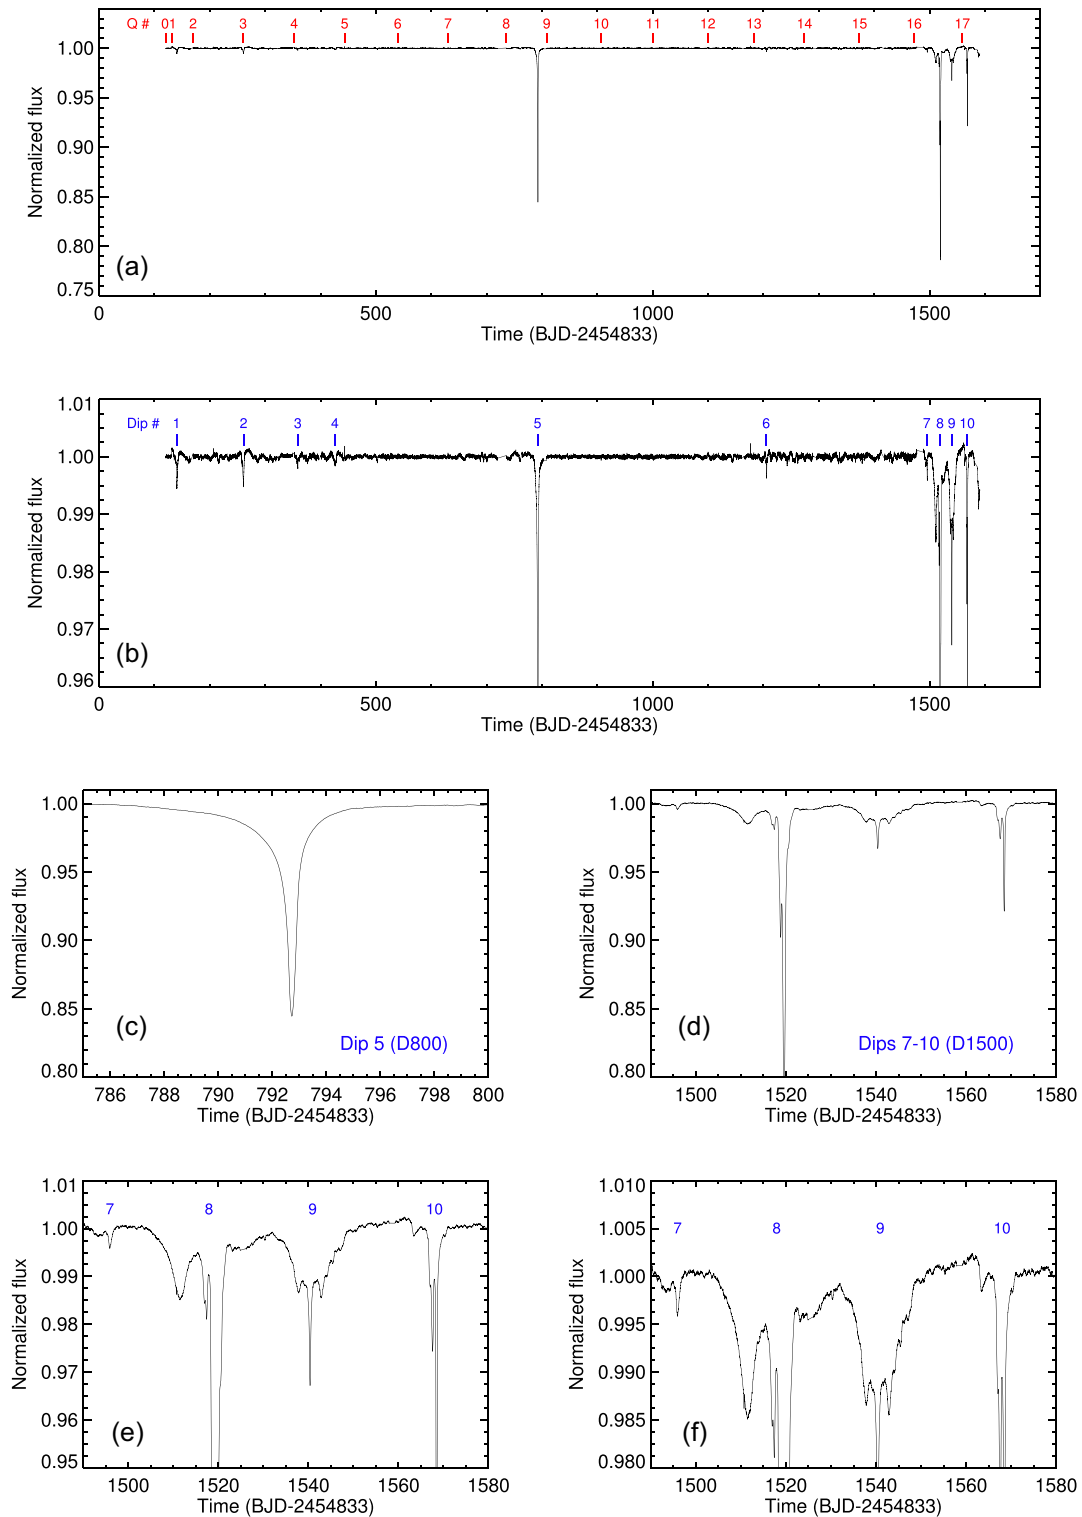 Q # 01 2 3 4 5 6 7 8 9 10 11 12 13 14 15 16 17
1.00
0.95
0.90
0.85
0.80
0.75
Normalized flux
(a)
0 500 1000 1500
Time (BJD-2454833)
Dip # 1 2 3 4 5 6 7 8 9 10
1.01
1.00
0.99
0.98
0.97
0.96
Normalized flux
(b)
0 500 1000 1500
Time (BJD-2454833)
1.00
0.95
0.90
0.85
0.80
Normalized flux
(c)
Dip 5 (D800)
786 788 790 792 794 796 798 800
Time (BJD-2454833)
1.00
0.95
0.90
0.85
0.80
Normalized flux
(d)
Dips 7-10 (D1500)
1500 1520 1540 1560 1580
Time (BJD-2454833)
7 8 9 10
1.01
1.00
0.99
0.98
0.97
0.96
0.95
Normalized flux
(e)
1500 1520 1540 1560 1580
Time (BJD-2454833)
7 8 9 10
1.010
1.005
1.000
0.995
0.990
0.985
0.980
Normalized flux
(f)
1500 1520 1540 1560 1580
Time (BJD-2454833)